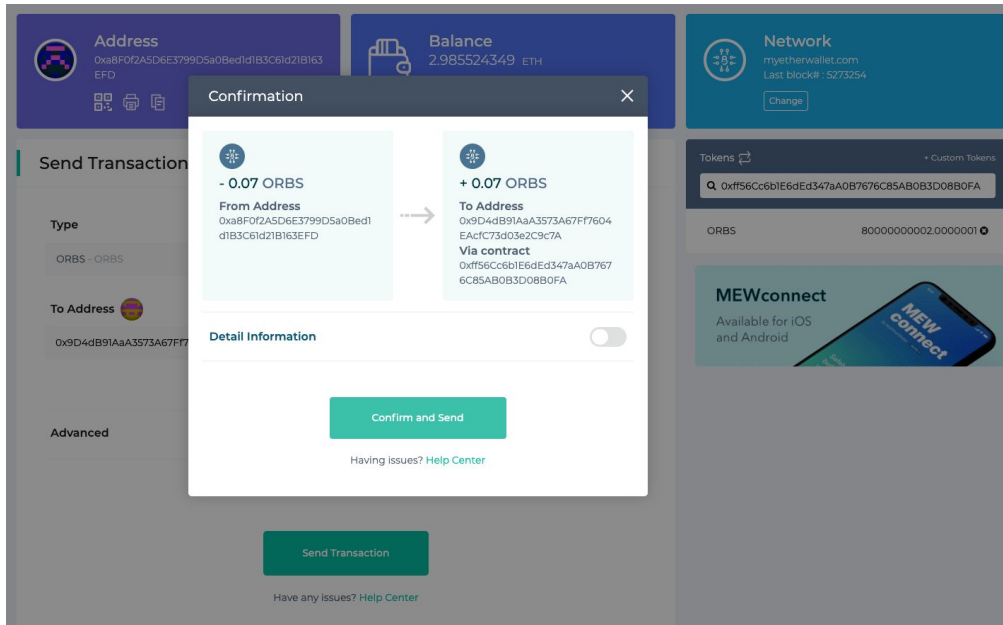 Address
0xa8F0f2A5D6E3799D5a0Bed1d1B3C61d21B163
EFD
Balance
2.985524349 ETH
Network
myetherwallet.com
Last block# : 5273254
Change
Confirmation
- 0.07 ORBS
From Address
0xa8F0f2A5D6E3799D5a0Bed1
d1B3C61d21B163EFD
+ 0.07 ORBS
To Address
0x9D4dB91AaA3573A67Ff7604
EAcfC73d03e2C9c7A
Via contract
0xff56Cc6b1E6dEd347aA0B767
6C85AB0B3D08B0FA
Detail Information
Confirm and Send
Having issues? Help Center
Send Transaction
Type
ORBS - ORBS
To Address
0x9D4dB91AaA3573A67Ff7
Advanced
Send Transaction
Have any issues? Help Center
Tokens
+ Custom Tokens
0xff56Cc6b1E6dEd347aA0B7676C85AB0B3D08B0FA
ORBS 80000000002.0000001
MEWconnect
Available for iOS
and Android
MEW
connect